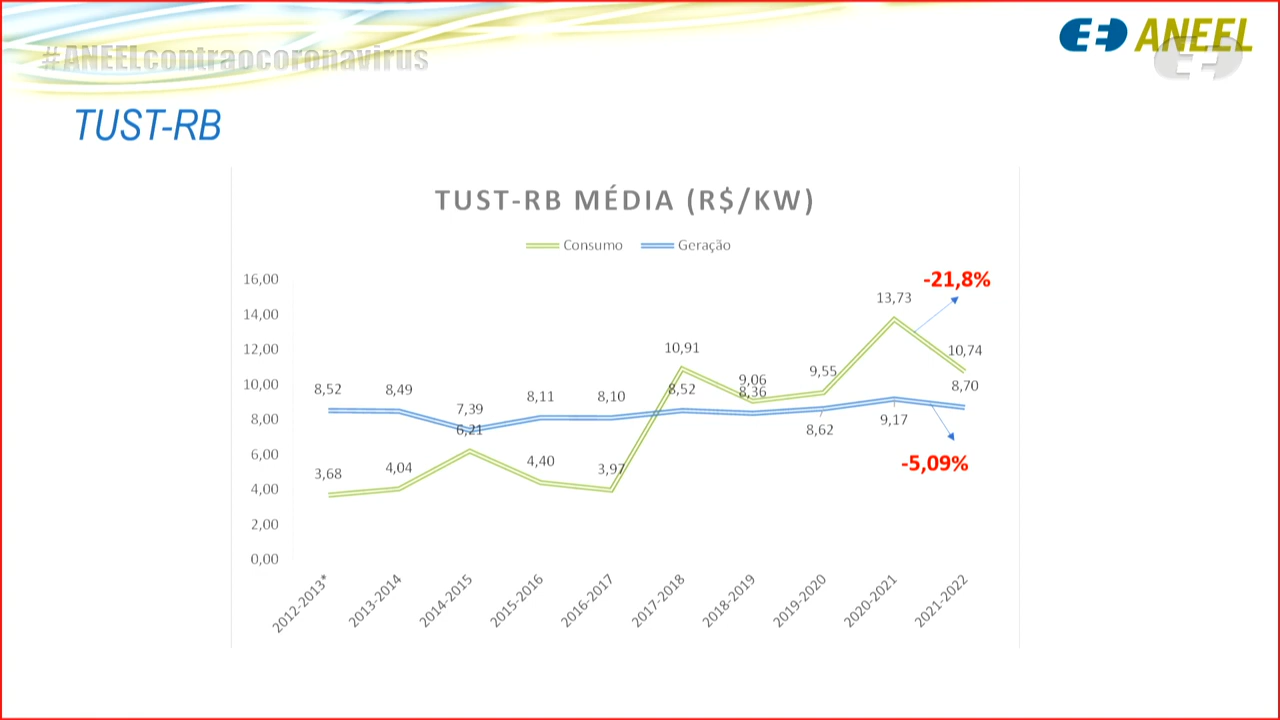 #ANEELcontraocoronavirus
ANEEL
TUST-RB
TUST-RB MÉDIA (R$/KW)
Consumo Geração
16,00
14,00
12,00
10,00
8,00
6,00
4,00
2,00
0,00
8,52 8,49 7,39 8,11 8,10 8,52 8,36 8,62 9,17 8,70
3,68 4,04 6,21 4,40 3,97 10,91 9,06 9,55 13,73 10,74
-21,8%
-5,09%
2012-2013* 2013-2014 2014-2015 2015-2016 2016-2017 2017-2018 2018-2019 2019-2020 2020-2021 2021-2022